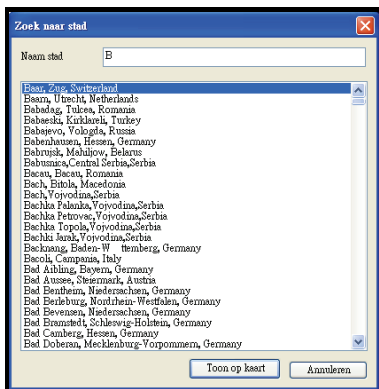 Zoek naar stad
Naam stad B
Baar, Zug, Switzerland
Baarn, Utrecht, Netherlands
Babadag, Tulcea, Romania
Babaeski, Kirklareli, Turkey
Babajevo, Vologda, Russia
Babenhausen, Hessen, Germany
Babrujsk, Mahiljow, Belarus
Babusnica,Central Serbia,Serbia
Bacau, Bacau, Romania
Bach, Bitola, Macedonia
Bach,Vojvodina,Serbia
Bachka Palanka,Vojvodina,Serbia
Bachka Petrovac,Vojvodina,Serbia
Bachka Topola,Vojvodina,Serbia
Bachki Jarak,Vojvodina,Serbia
Backnang, Baden-W ttemberg, Germany
Bacoli, Campania, Italy
Bad Aibling, Bayern, Germany
Bad Aussee, Steiermark, Austria
Bad Bentheim, Niedersachsen, Germany
Bad Berleburg, Nordrhein-Westfalen, Germany
Bad Bevensen, Niedersachsen, Germany
Bad Bramstedt, Schleswig-Holstein, Germany
Bad Camberg, Hessen, Germany
Bad Doberan, Mecklenburg-Vorpommern, Germany
Toon op kaart Annuleren